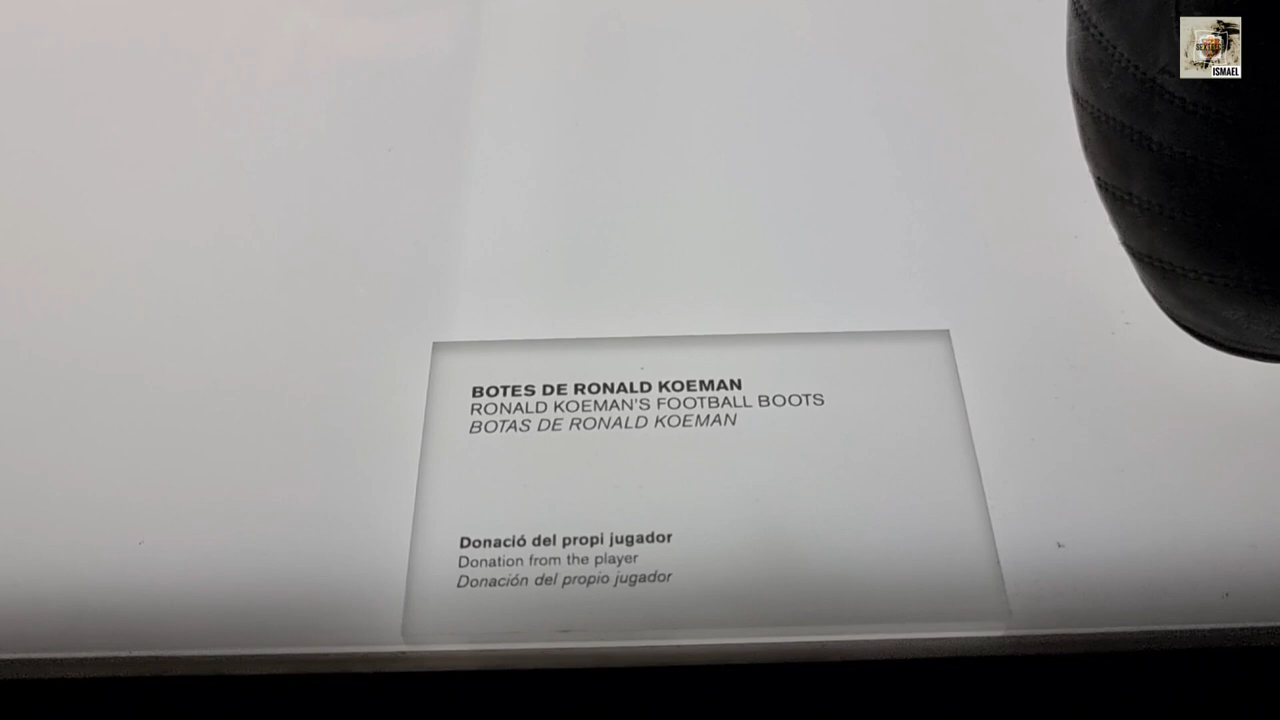 BOTES DE RONALD KOEMAN
RONALD KOEMAN'S FOOTBALL BOOTS
BOTAS DE RONALD KOEMAN
Donació del propi jugador
Donation from the player
Donación del propio jugador
ISMAEL